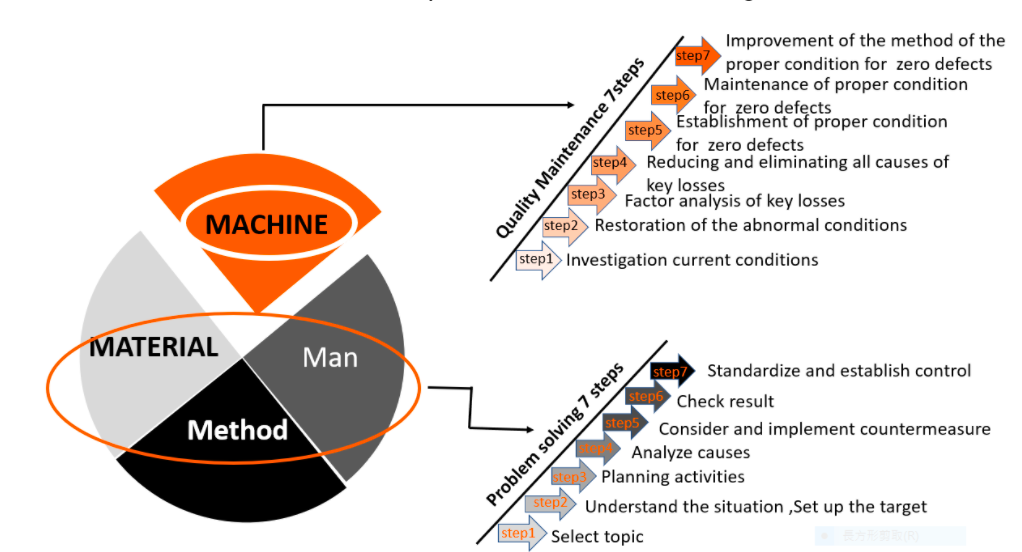 Improvement of the method of the
proper condition for zero defects
step7
Maintenance of proper condition
for zero defects
step6
Establishment of proper condition
for zero defects
step5
Reducing and eliminating all causes of
key losses
step4
Factor analysis of key losses
step3
Restoration of the abnormal conditions
step2
Investigation current conditions
step1
Quality Maintenance 7steps
MACHINE
MATERIAL
Man
Method
Problem solving 7 steps
step7
Standardize and establish control
step6
Check result
step5
Consider and implement countermeasure
step4
Analyze causes
step3
Planning activities
step2
Understand the situation ,Set up the target
step1
Select topic